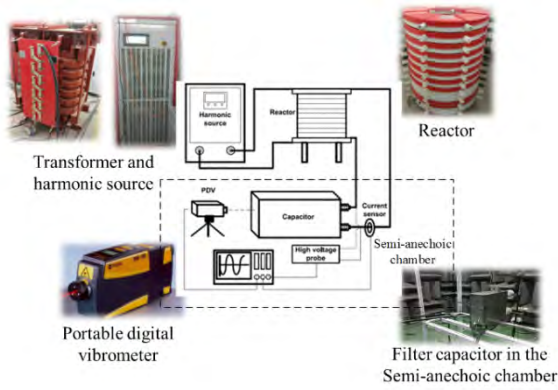 Harmonic
source
Reactor
Reactor
Transformer and
harmonic source
PDV
Capacitor
Current
sensor
High voltage
probe
Semi-anechoic
chamber
Portable digital
vibrometer
Filter capacitor in the
Semi-anechoic chamber